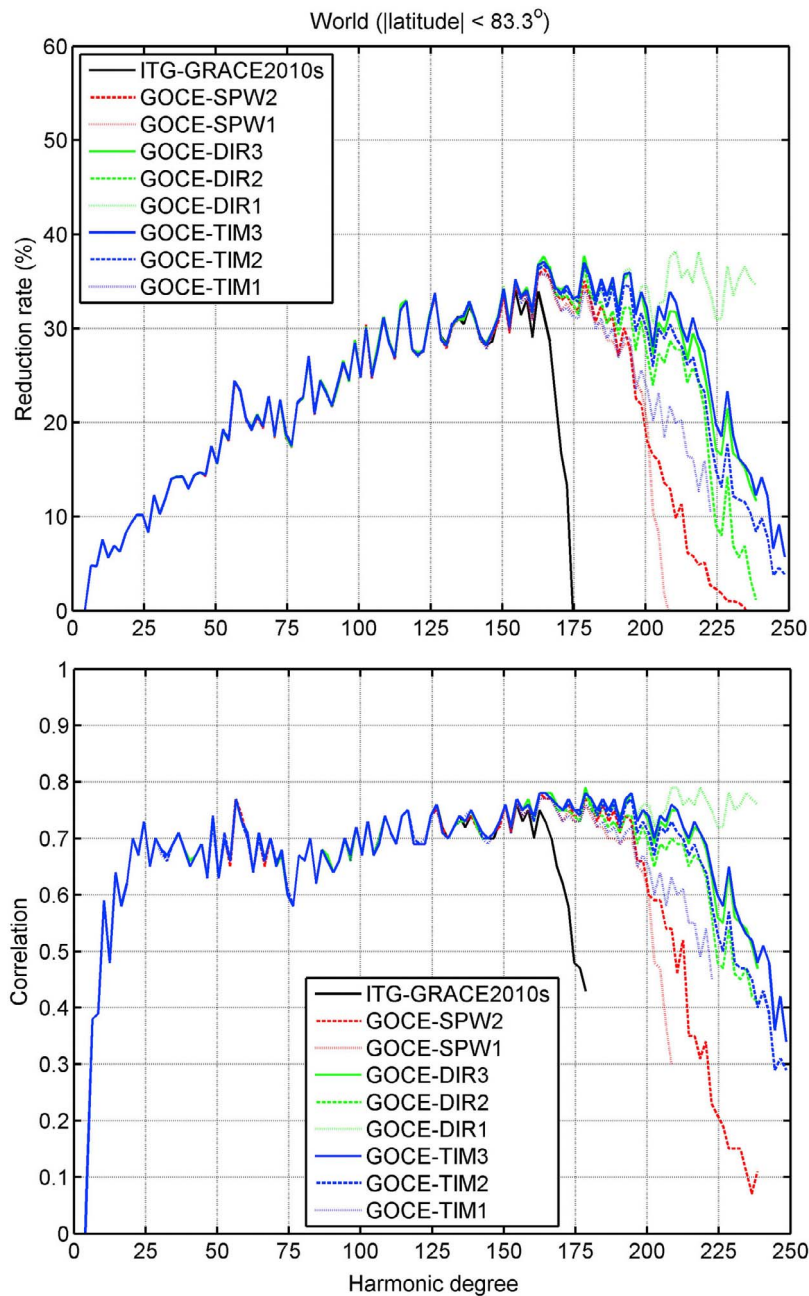 World (|latitude| < 83.3°)
60
50
40
30
20
10
0
Reduction rate (%)
ITG-GRACE2010s
GOCE-SPW2
GOCE-SPW1
GOCE-DIR3
GOCE-DIR2
GOCE-DIR1
GOCE-TIM3
GOCE-TIM2
GOCE-TIM1
0 25 50 75 100 125 150 175 200 225 250
1
0.9
0.8
0.7
0.6
0.5
0.4
0.3
0.2
0.1
0
Correlation
ITG-GRACE2010s
GOCE-SPW2
GOCE-SPW1
GOCE-DIR3
GOCE-DIR2
GOCE-DIR1
GOCE-TIM3
GOCE-TIM2
GOCE-TIM1
0 25 50 75 100 125 150 175 200 225 250
Harmonic degree